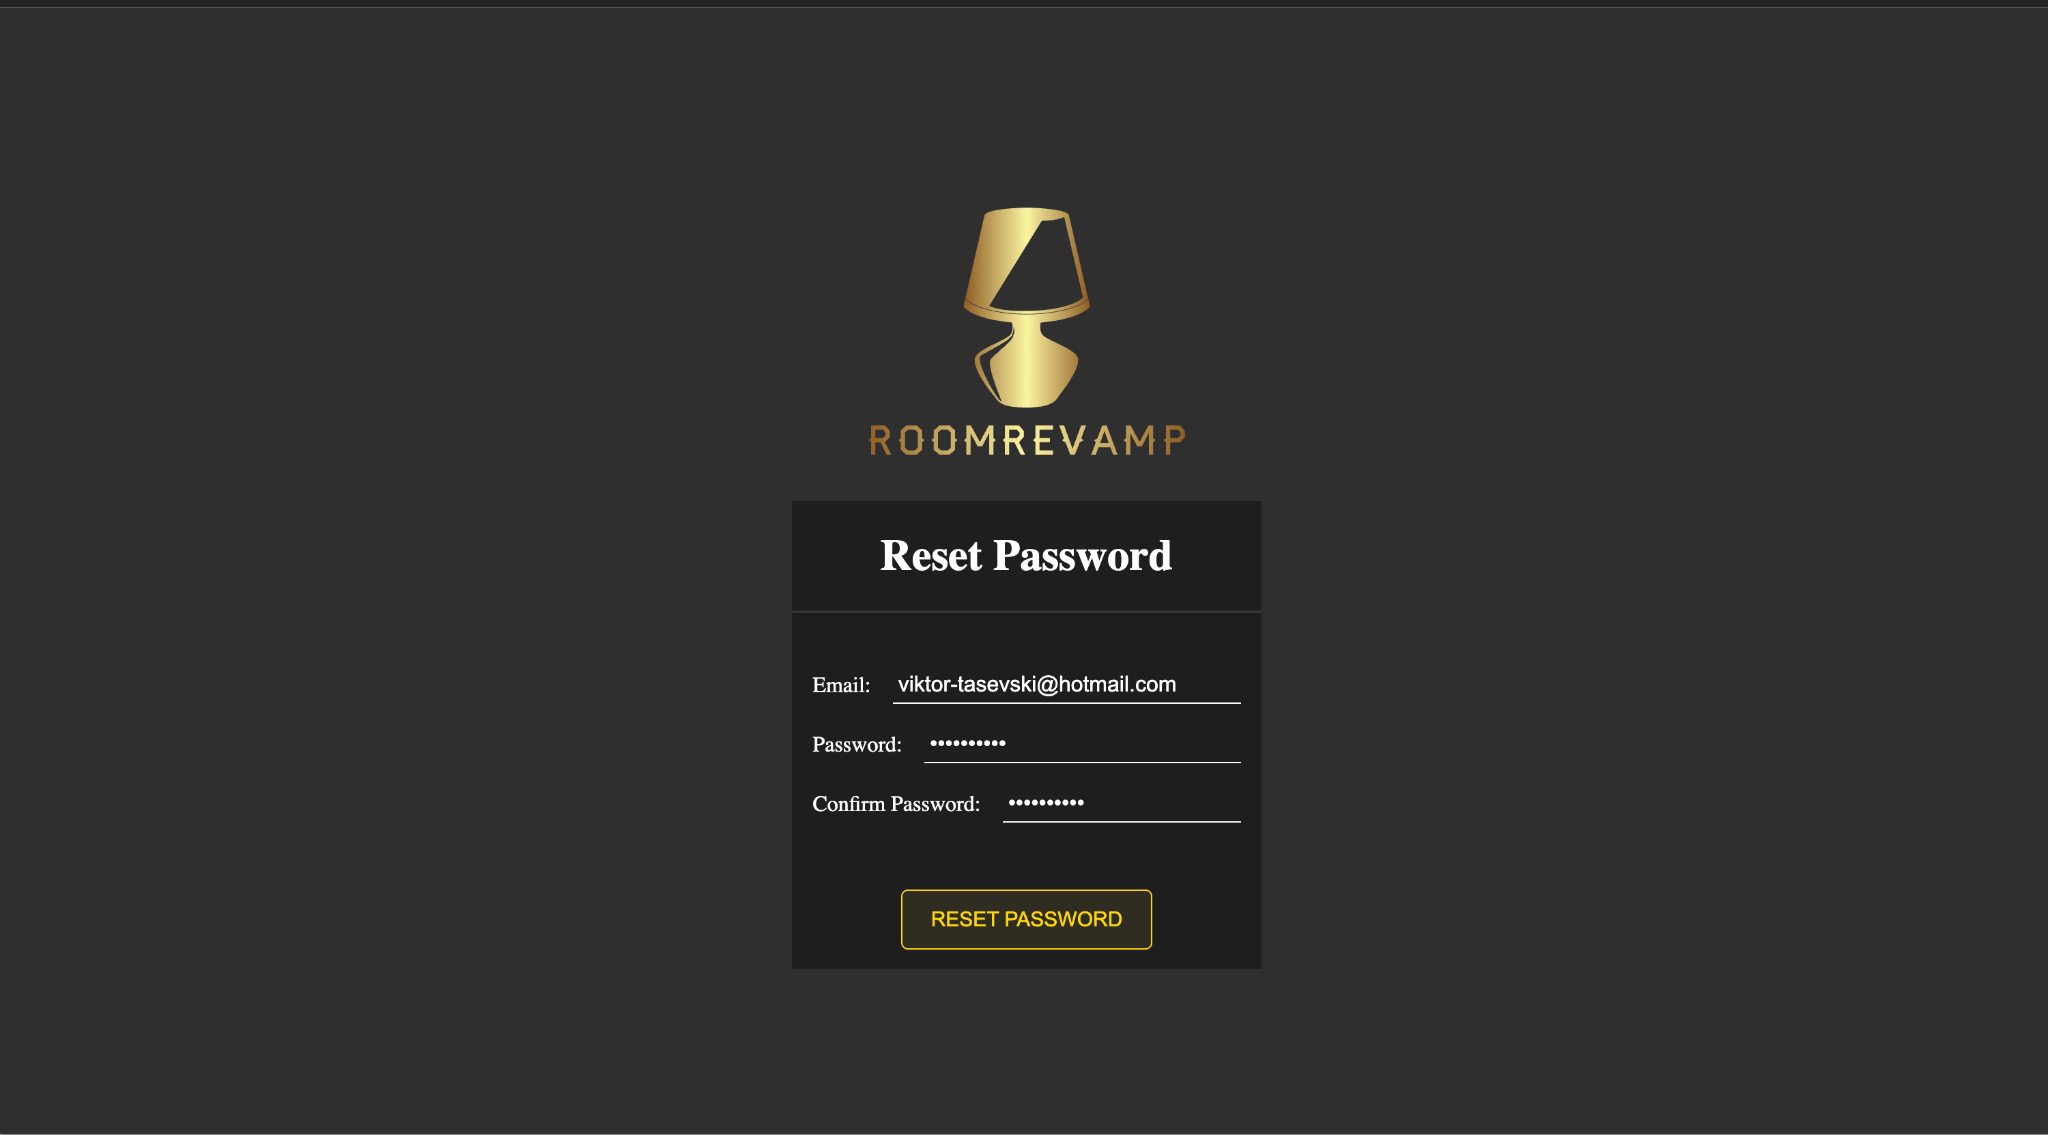 ROOMREVAMP
Reset Password
Email: viktor-tasevski@hotmail.com
Password: ••••••••••
Confirm Password: ••••••••••
RESET PASSWORD